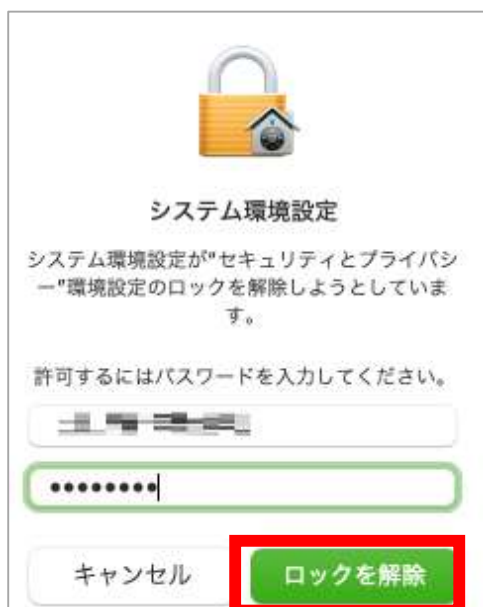 システム環境設定
システム環境設定が"セキュリティとプライバシ
ー"環境設定のロックを解除しようとしていま
す。
許可するにはパスワードを入力してください。
••••••••
キャンセル
ロックを解除